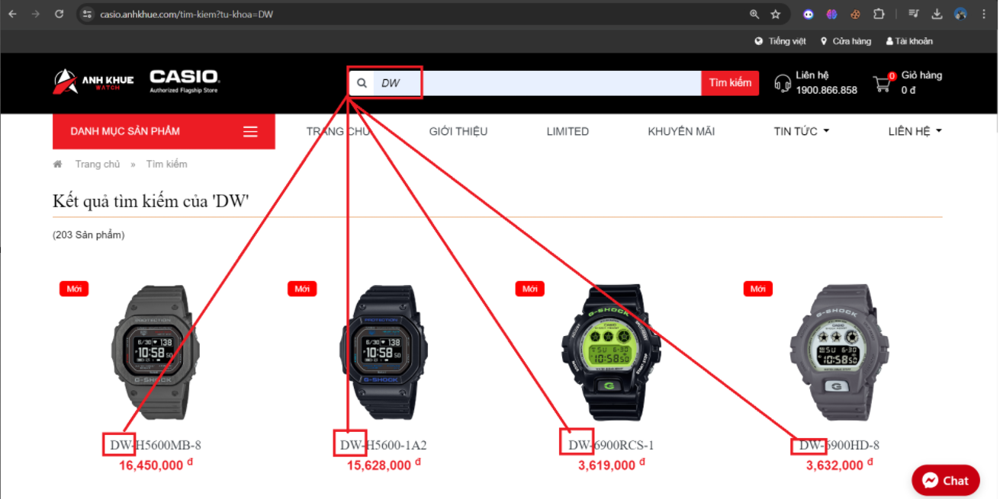 casio.anhkhue.com/tim-kiem?tu-khoa=DW
Tiếng việt Cửa hàng Tài khoản
ANH KHUE
WATCH
CASIO.
Authorized Flagship Store
DW
Tìm kiếm
Liên hệ
1900.866.858
0
Giỏ hàng
0 đ
DANH MỤC SẢN PHẨM
TRANG CHỦ GIỚI THIỆU LIMITED KHUYẾN MÃI TIN TỨC LIÊN HỆ
Trang chủ » Tìm kiếm
Kết quả tìm kiếm của 'DW'
(203 Sản phẩm)
Mới Mới Mới Mới
PROTECTION
6/30 138
10:58 50
G-SHOCK
PROTECTION
6/30 138
10:58 50
G-SHOCK
G-SHOCK
CASIO
SU 6-30
10:58 50
G
G-SHOCK
CASIO
SU 6-30
10:58 50
G
DW-H5600MB-8
16,450,000 đ
DW-H5600-1A2
15,628,000 đ
DW-6900RCS-1
3,619,000 đ
DW-6900HD-8
3,632,000 đ
Chat